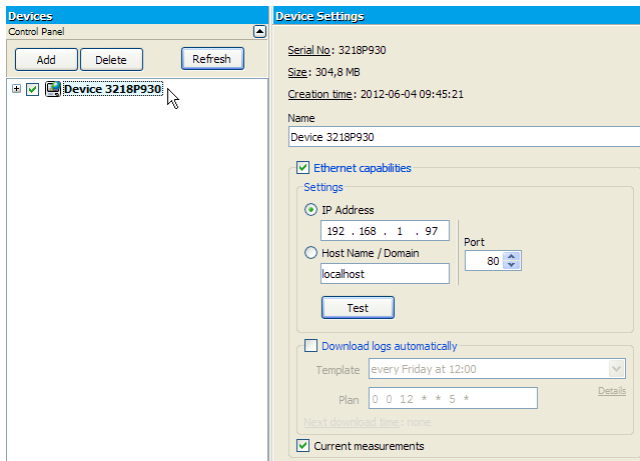 Devices
Control Panel
Add Delete Refresh
Device 3218P930
Device Settings
Serial No: 3218P930
Size: 304,8 MB
Creation time: 2012-06-04 09:45:21
Name
Device 3218P930
Ethernet capabilities
Settings
IP Address
192 . 168 . 1 . 97
Host Name / Domain
localhost
Port
80
Test
Download logs automatically
Template every Friday at 12:00
Plan 0 0 12 * * 5 *
Details
Next download time: none
Current measurements